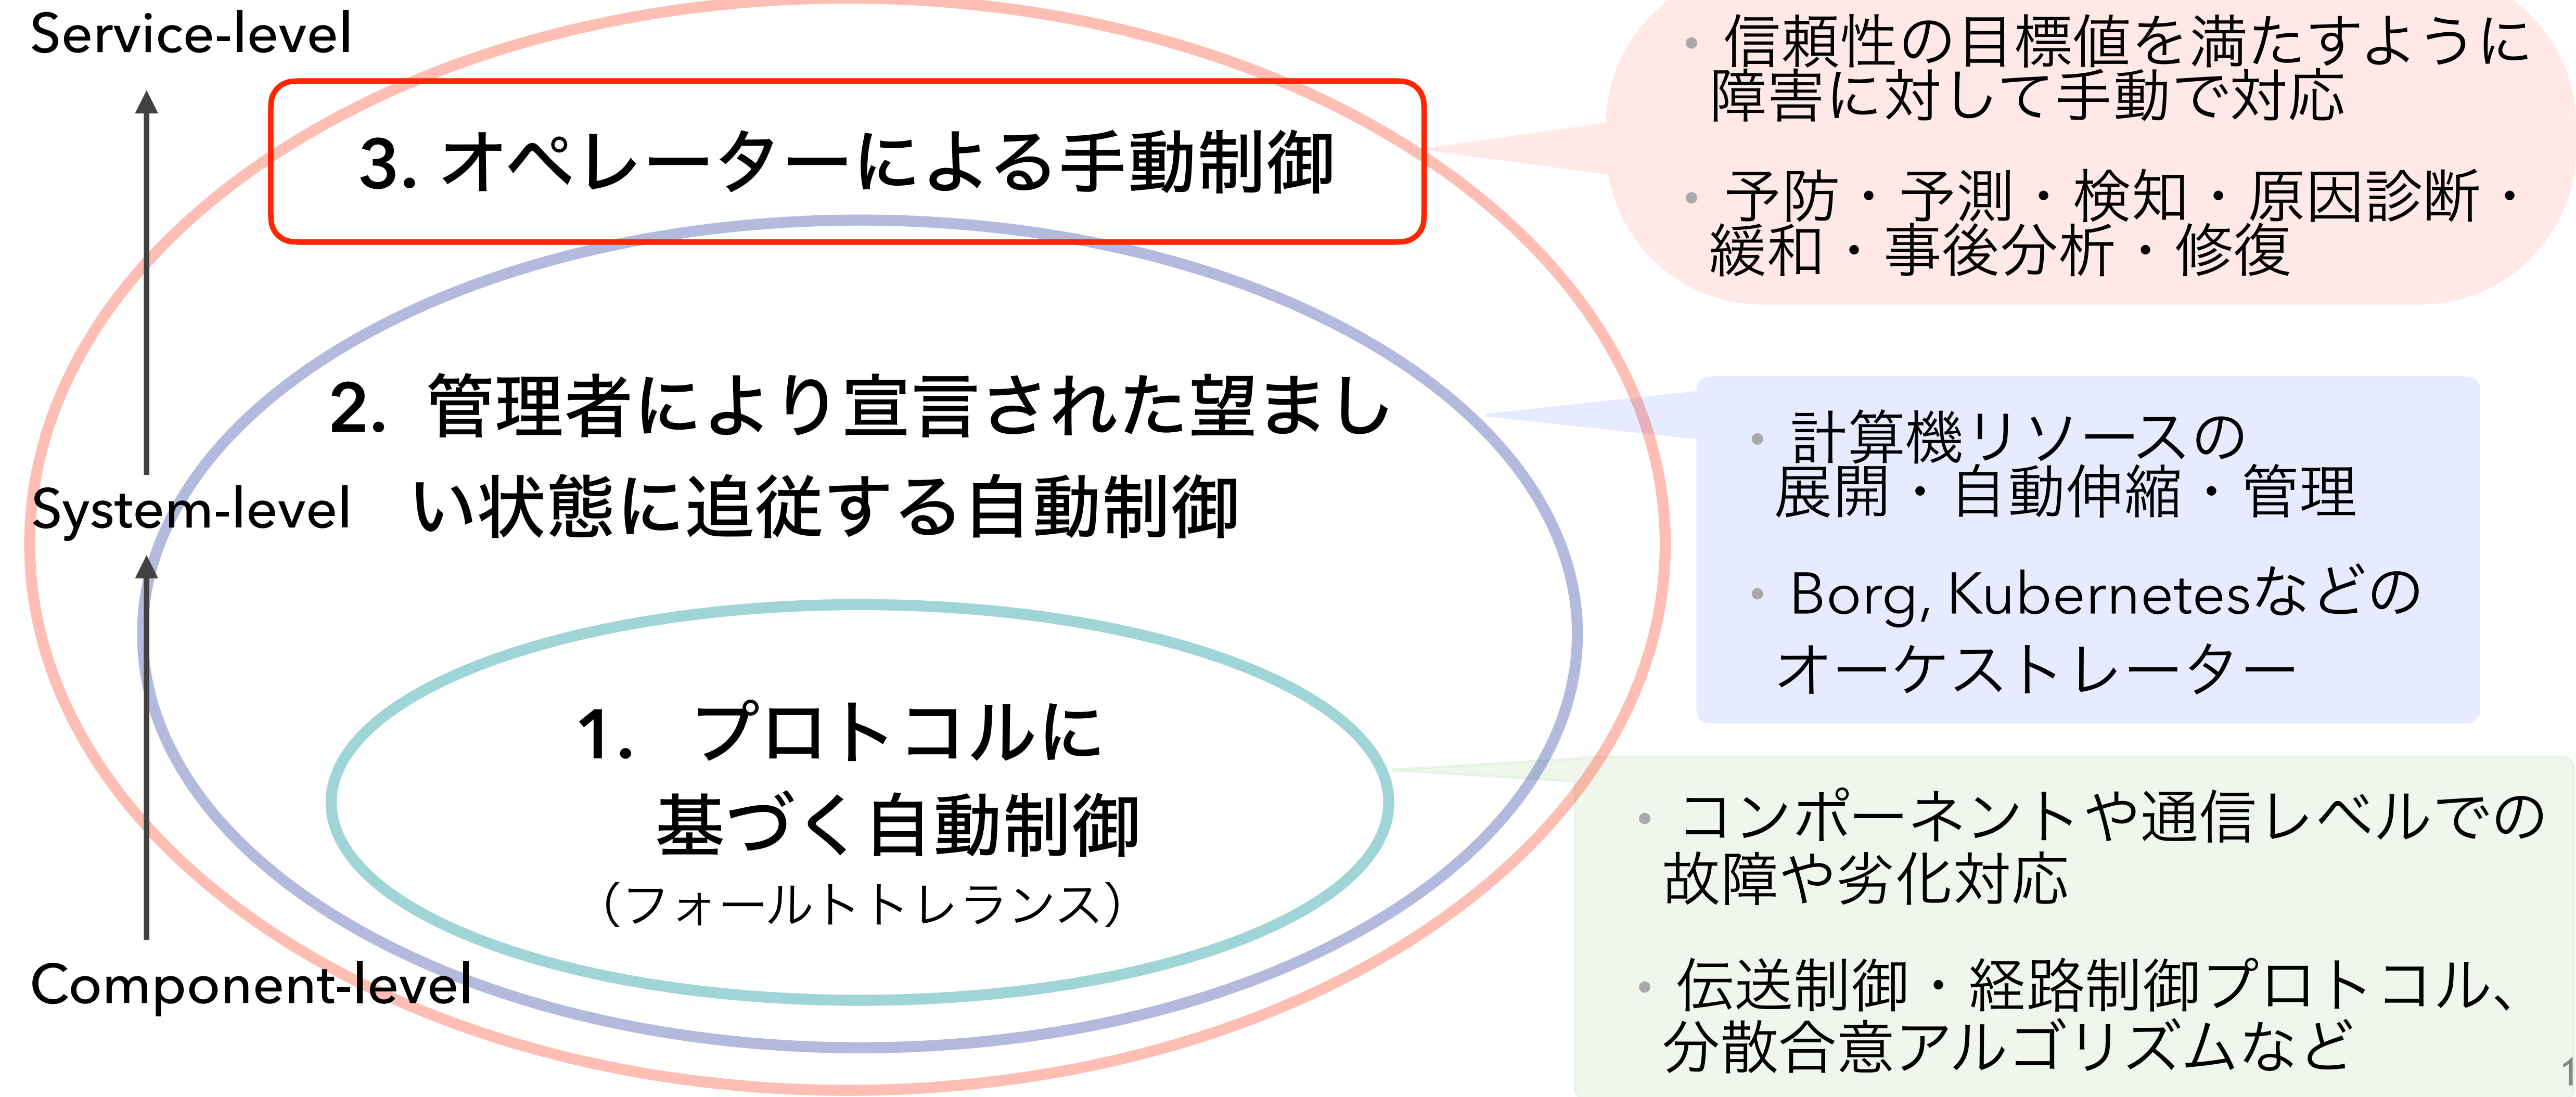 Service-level
3. オペレーターによる手動制御
2. 管理者により宣言された望まし
い状態に追従する自動制御
System-level
1. プロトコルに
基づく自動制御
（フォールトトレランス）
Component-level
• 信頼性の目標値を満たすように
障害に対して手動で対応
• 予防・予測・検知・原因診断・
緩和・事後分析・修復
• 計算機リソースの
展開・自動伸縮・管理
• Borg, Kubernetesなどの
オーケストレーター
• コンポーネントや通信レベルでの
故障や劣化対応
• 伝送制御・経路制御プロトコル、
分散合意アルゴリズムなど